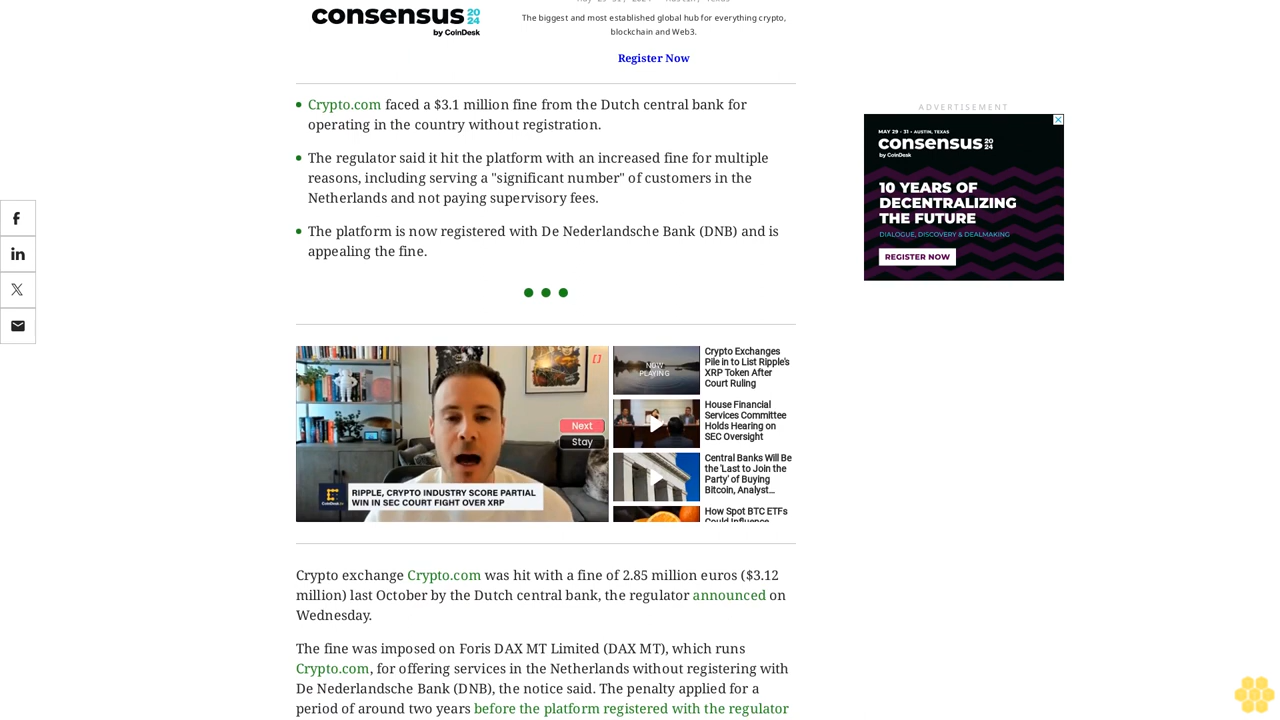 consensus 20
24
by CoinDesk
The biggest and most established global hub for everything crypto,
blockchain and Web3.
Register Now
Crypto.com faced a $3.1 million fine from the Dutch central bank for
operating in the country without registration.
The regulator said it hit the platform with an increased fine for multiple
reasons, including serving a "significant number" of customers in the
Netherlands and not paying supervisory fees.
The platform is now registered with De Nederlandsche Bank (DNB) and is
appealing the fine.
Next
Stay
RIPPLE, CRYPTO INDUSTRY SCORE PARTIAL
WIN IN SEC COURT FIGHT OVER XRP
NOW
PLAYING
Crypto Exchanges
Pile in to List Ripple's
XRP Token After
Court Ruling
House Financial
Services Committee
Holds Hearing on
SEC Oversight
Central Banks Will Be
the 'Last to Join the
Party' of Buying
Bitcoin, Analyst...
How Spot BTC ETFs
Could Influence
Crypto exchange Crypto.com was hit with a fine of 2.85 million euros ($3.12
million) last October by the Dutch central bank, the regulator announced on
Wednesday.
The fine was imposed on Foris DAX MT Limited (DAX MT), which runs
Crypto.com, for offering services in the Netherlands without registering with
De Nederlandsche Bank (DNB), the notice said. The penalty applied for a
period of around two years before the platform registered with the regulator
ADVERTISEMENT
MAY 29 - 31 • AUSTIN, TEXAS
consensus 20
24
by CoinDesk
10 YEARS OF
DECENTRALIZING
THE FUTURE
DIALOGUE, DISCOVERY & DEALMAKING
REGISTER NOW